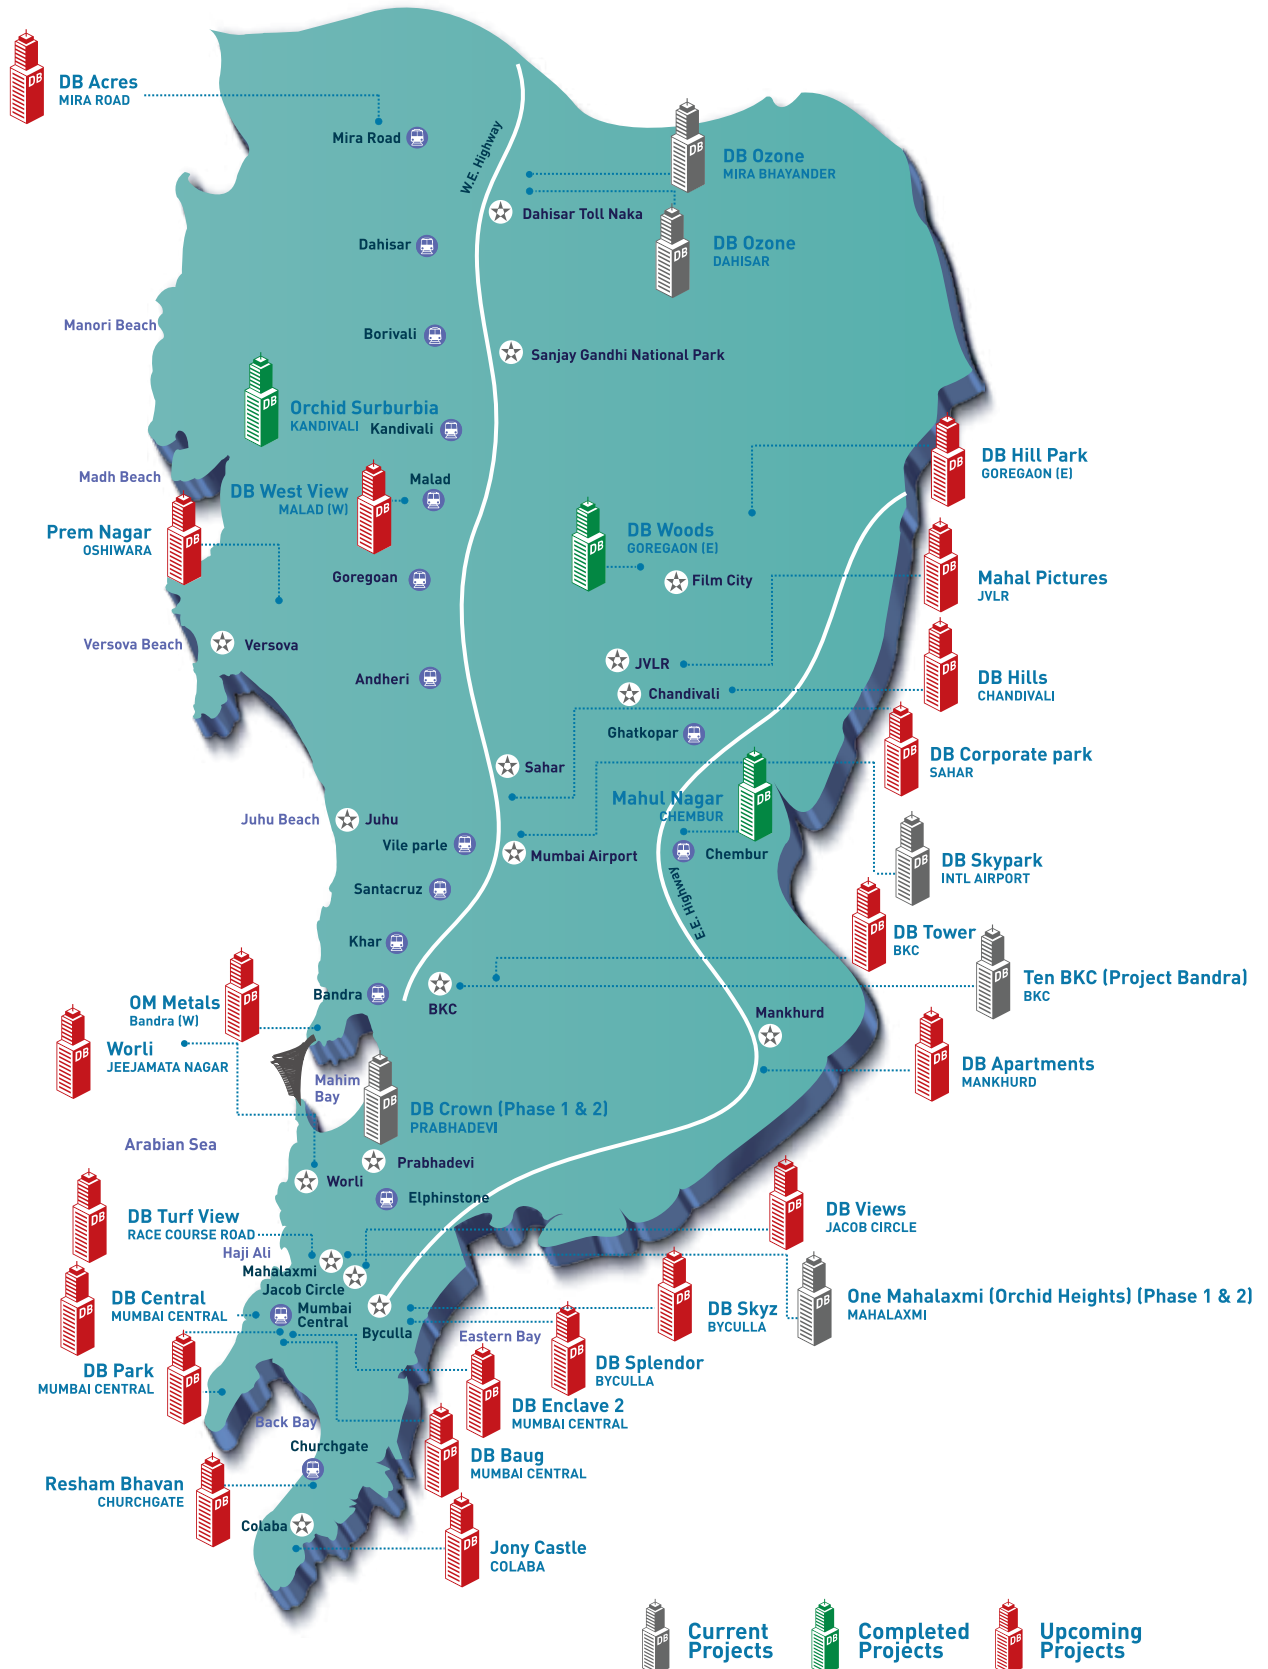 DB Acres
MIRA ROAD
Mira Road
W.E. Highway
DB Ozone
MIRA BHAYANDER
Dahisar Toll Naka
Dahisar
DB Ozone
DAHISAR
Manori Beach
Borivali
Sanjay Gandhi National Park
Orchid Surburbia
KANDIVALI
Kandivali
Madh Beach
DB West View
MALAD (W)
Malad
DB Hill Park
GOREGAON (E)
Prem Nagar
OSHIWARA
DB Woods
GOREGAON (E)
Goregoan
Film City
Mahal Pictures
JVLR
Versova Beach
Versova
JVLR
Andheri
Chandivali
DB Hills
CHANDIVALI
Ghatkopar
Sahar
DB Corporate park
SAHAR
Mahul Nagar
CHEMBUR
Juhu Beach
Juhu
Vile parle
Mumbai Airport
Chembur
DB Skypark
INTL AIRPORT
Santacruz
E.E. Highway
Khar
DB Tower
BKC
Ten BKC (Project Bandra)
BKC
Bandra
BKC
OM Metals
Bandra (W)
Mankhurd
Worli
JEEJAMATA NAGAR
DB Apartments
MANKHURD
Mahim
Bay
DB Crown (Phase 1 & 2)
PRABHADEVI
Arabian Sea
Prabhadevi
Worli
Elphinstone
DB Turf View
RACE COURSE ROAD
DB Views
JACOB CIRCLE
Haji Ali
Mahalaxmi
Jacob Circle
DB Central
MUMBAI CENTRAL
Mumbai
Central
Byculla
DB Skyz
BYCULLA
One Mahalaxmi (Orchid Heights) (Phase 1 & 2)
MAHALAXMI
Eastern Bay
DB Splendor
BYCULLA
DB Park
MUMBAI CENTRAL
DB Enclave 2
MUMBAI CENTRAL
Back Bay
Churchgate
DB Baug
MUMBAI CENTRAL
Resham Bhavan
CHURCHGATE
Colaba
Jony Castle
COLABA
Current
Projects
Completed
Projects
Upcoming
Projects